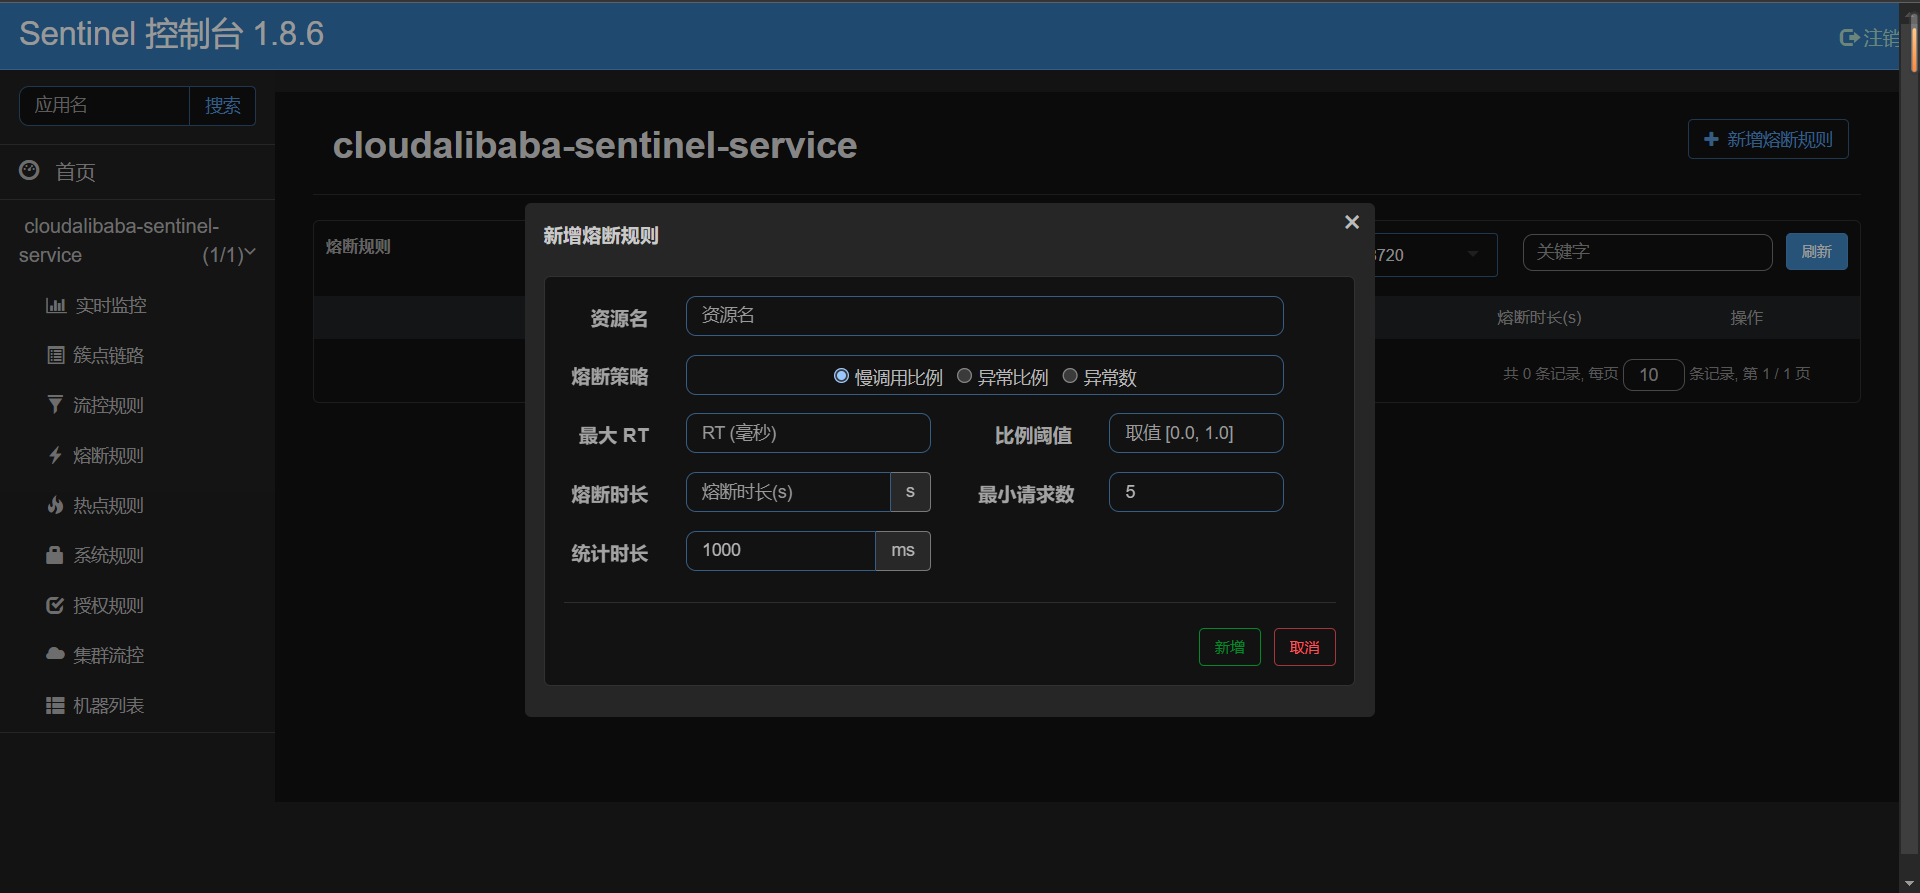 Sentinel 控制台 1.8.6
注销
应用名
搜索
首页
cloudalibaba-sentinel-
service (1/1)
实时监控
簇点链路
流控规则
熔断规则
热点规则
系统规则
授权规则
集群流控
机器列表
cloudalibaba-sentinel-service
新增熔断规则
熔断规则
8720
关键字
刷新
熔断时长(s)
操作
共 0 条记录, 每页 10 条记录, 第 1 / 1 页
新增熔断规则
×
资源名
资源名
熔断策略
慢调用比例 异常比例 异常数
最大 RT
RT (毫秒)
比例阈值
取值 [0.0, 1.0]
熔断时长
熔断时长(s)
s
最小请求数
5
统计时长
1000
ms
新增
取消